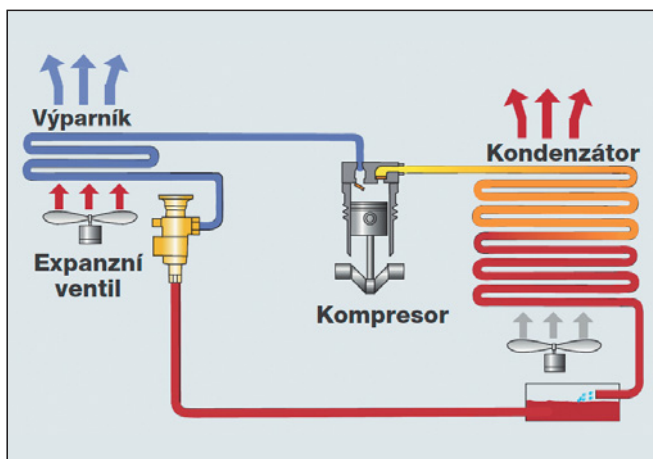 Výparník
Kondenzátor
Expanzní
ventil
Kompresor